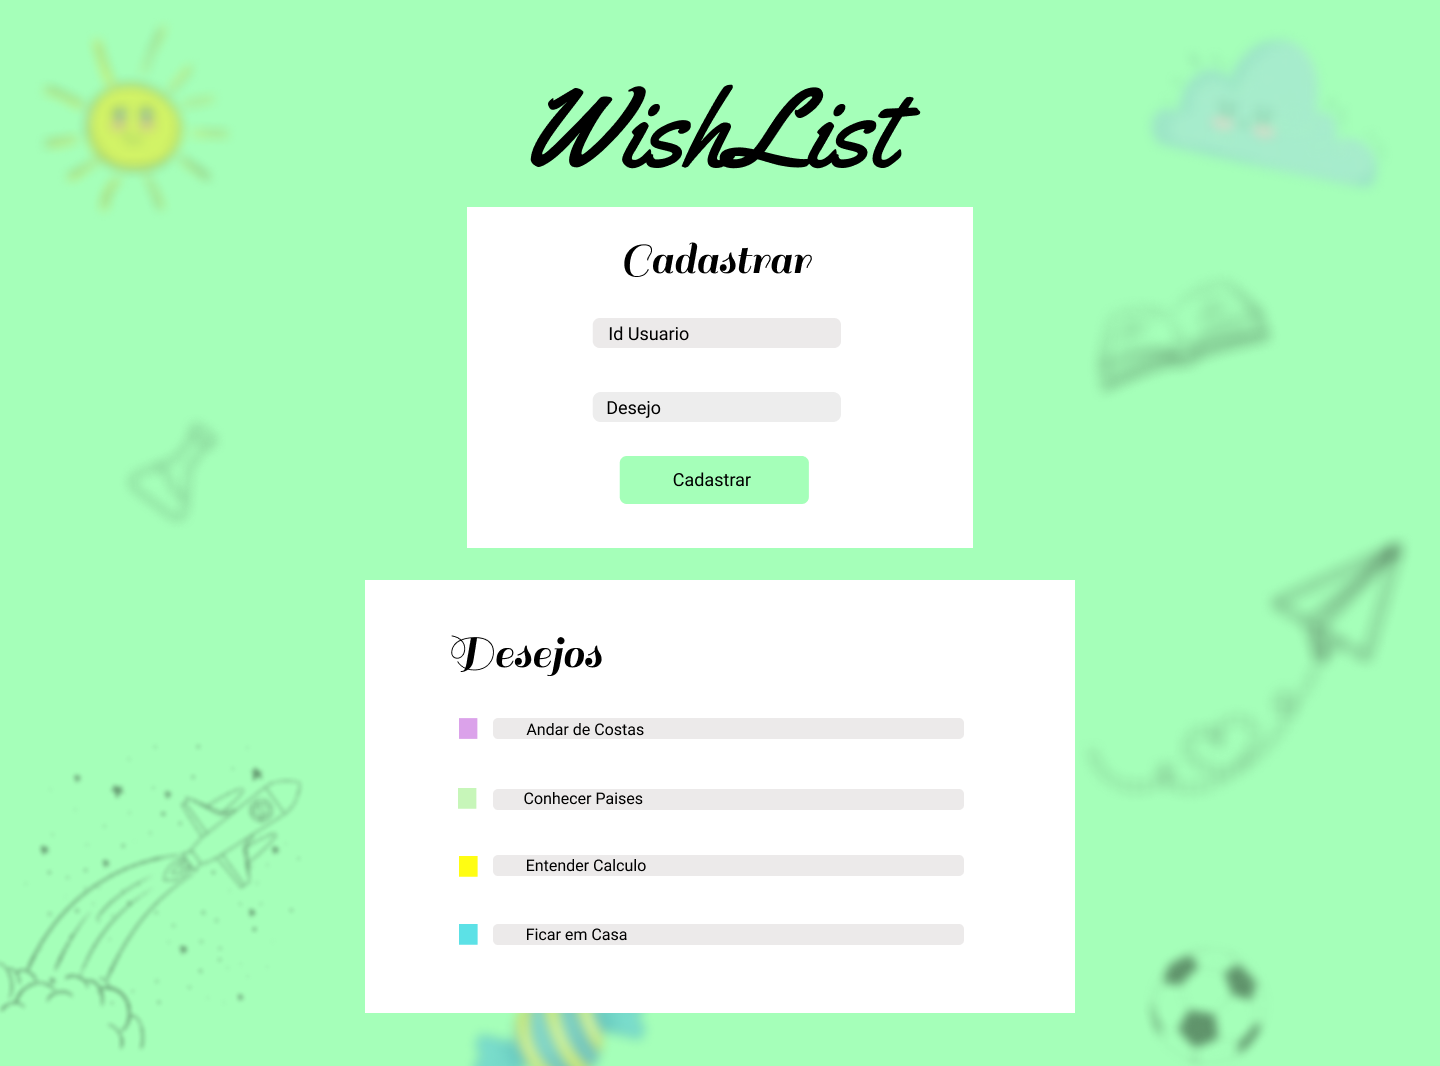 WishList
Cadastrar
Id Usuario
Desejo
Cadastrar
Desejos
Andar de Costas
Conhecer Paises
Entender Calculo
Ficar em Casa